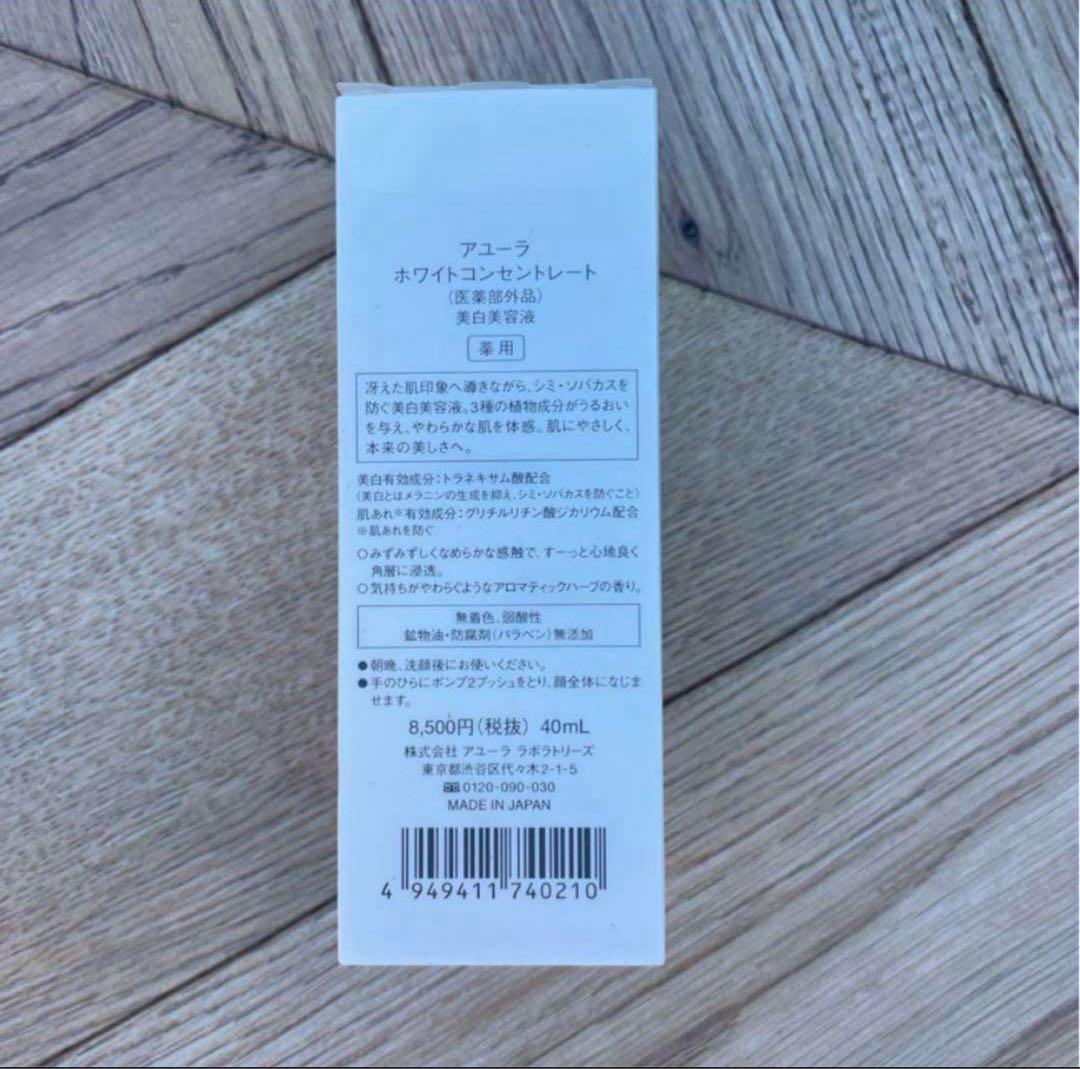 アユーラ
ホワイトコンセントレート
(医薬部外品)
美白美容液
薬用
冴えた肌印象へ導きながら、シミ・ソバカスを
防ぐ美白美容液。3種の植物成分がうるおい
を与え、やわらかな肌を体感。肌にやさしく、
本来の美しさへ。
美白有効成分:トラネキサム酸配合
(美白とはメラニンの生成を抑え、シミ・ソバカスを防ぐこと)
肌あれ※有効成分:グリチルリチン酸ジカリウム配合
※肌あれを防ぐ
○みずみずしくなめらかな感触で、すーっと心地良く
角層に浸透。
○気持ちがやわらぐようなアロマティックハーブの香り。
無着色、弱酸性
鉱物油・防腐剤(パラベン)無添加
●朝晩、洗顔後にお使いください。
●手のひらにポンプ2プッシュをとり、顔全体になじま
せます。
8,500円(税抜) 40mL
株式会社 アユーラ ラボラトリーズ
東京都渋谷区代々木2-1-5
0120-090-030
MADE IN JAPAN
4 949411 740210